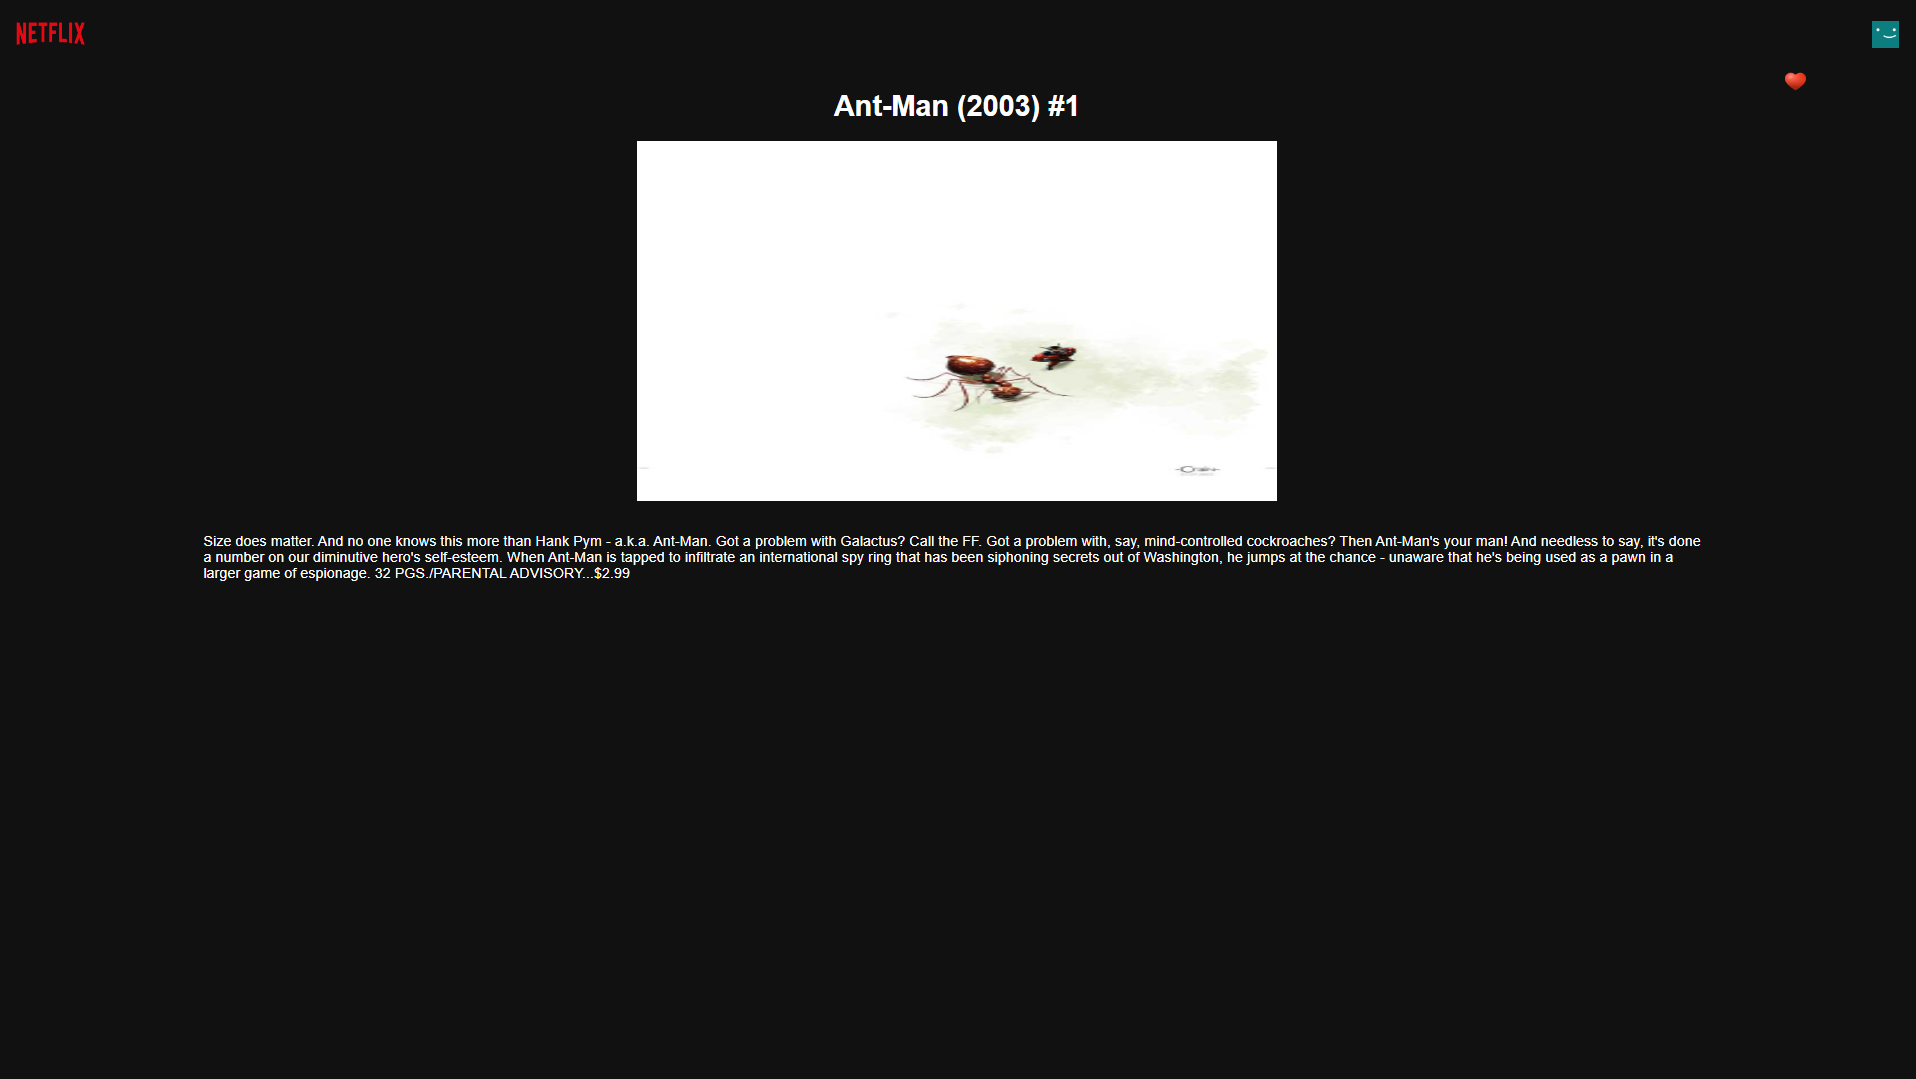 NETFLIX
Ant-Man (2003) #1
Size does matter. And no one knows this more than Hank Pym - a.k.a. Ant-Man. Got a problem with Galactus? Call the FF. Got a problem with, say, mind-controlled cockroaches? Then Ant-Man's your man! And needless to say, it's done
a number on our diminutive hero's self-esteem. When Ant-Man is tapped to infiltrate an international spy ring that has been siphoning secrets out of Washington, he jumps at the chance - unaware that he's being used as a pawn in a
larger game of espionage. 32 PGS./PARENTAL ADVISORY...$2.99